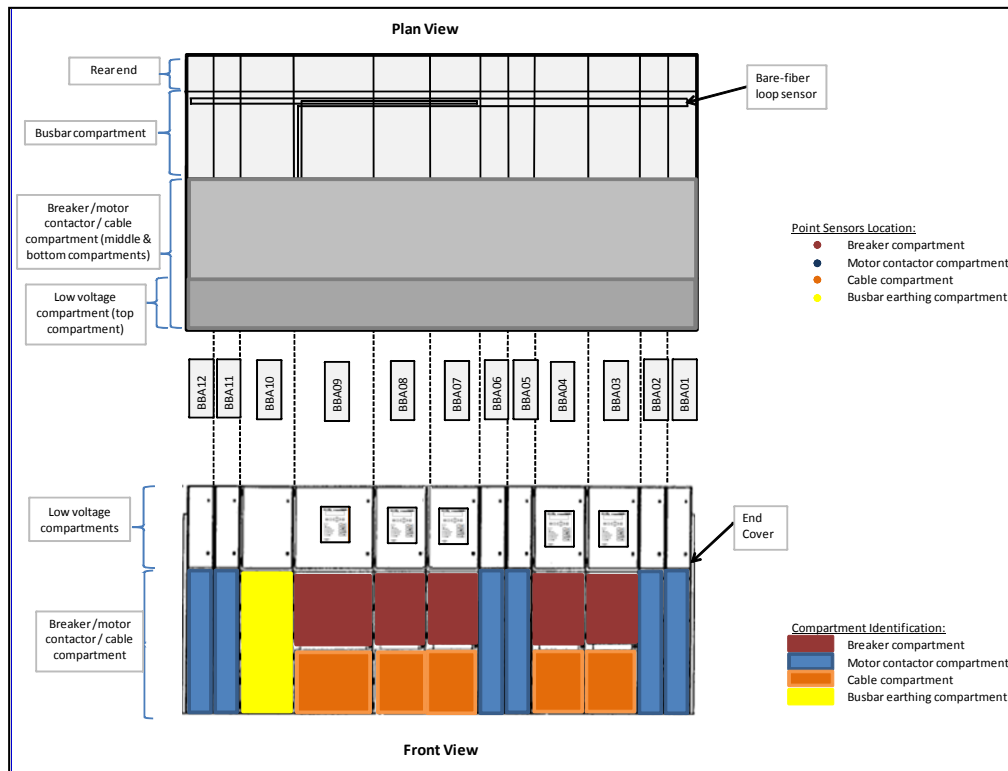 Plan View
Rear end
Bare-fiber
loop sensor
Busbar compartment
Breaker /motor
contactor / cable
compartment (middle &
bottom compartments)
Low voltage
compartment (top
compartment)
Point Sensors Location:
Breaker compartment
Motor contactor compartment
Cable compartment
Busbar earthing compartment
BBA12
BBA11
BBA10
BBA09
BBA08
BBA07
BBA06
BBA05
BBA04
BBA03
BBA02
BBA01
Low voltage
compartments
End
Cover
Breaker /motor
contactor / cable
compartment
Compartment Identification:
Breaker compartment
Motor contactor compartment
Cable compartment
Busbar earthing compartment
Front View